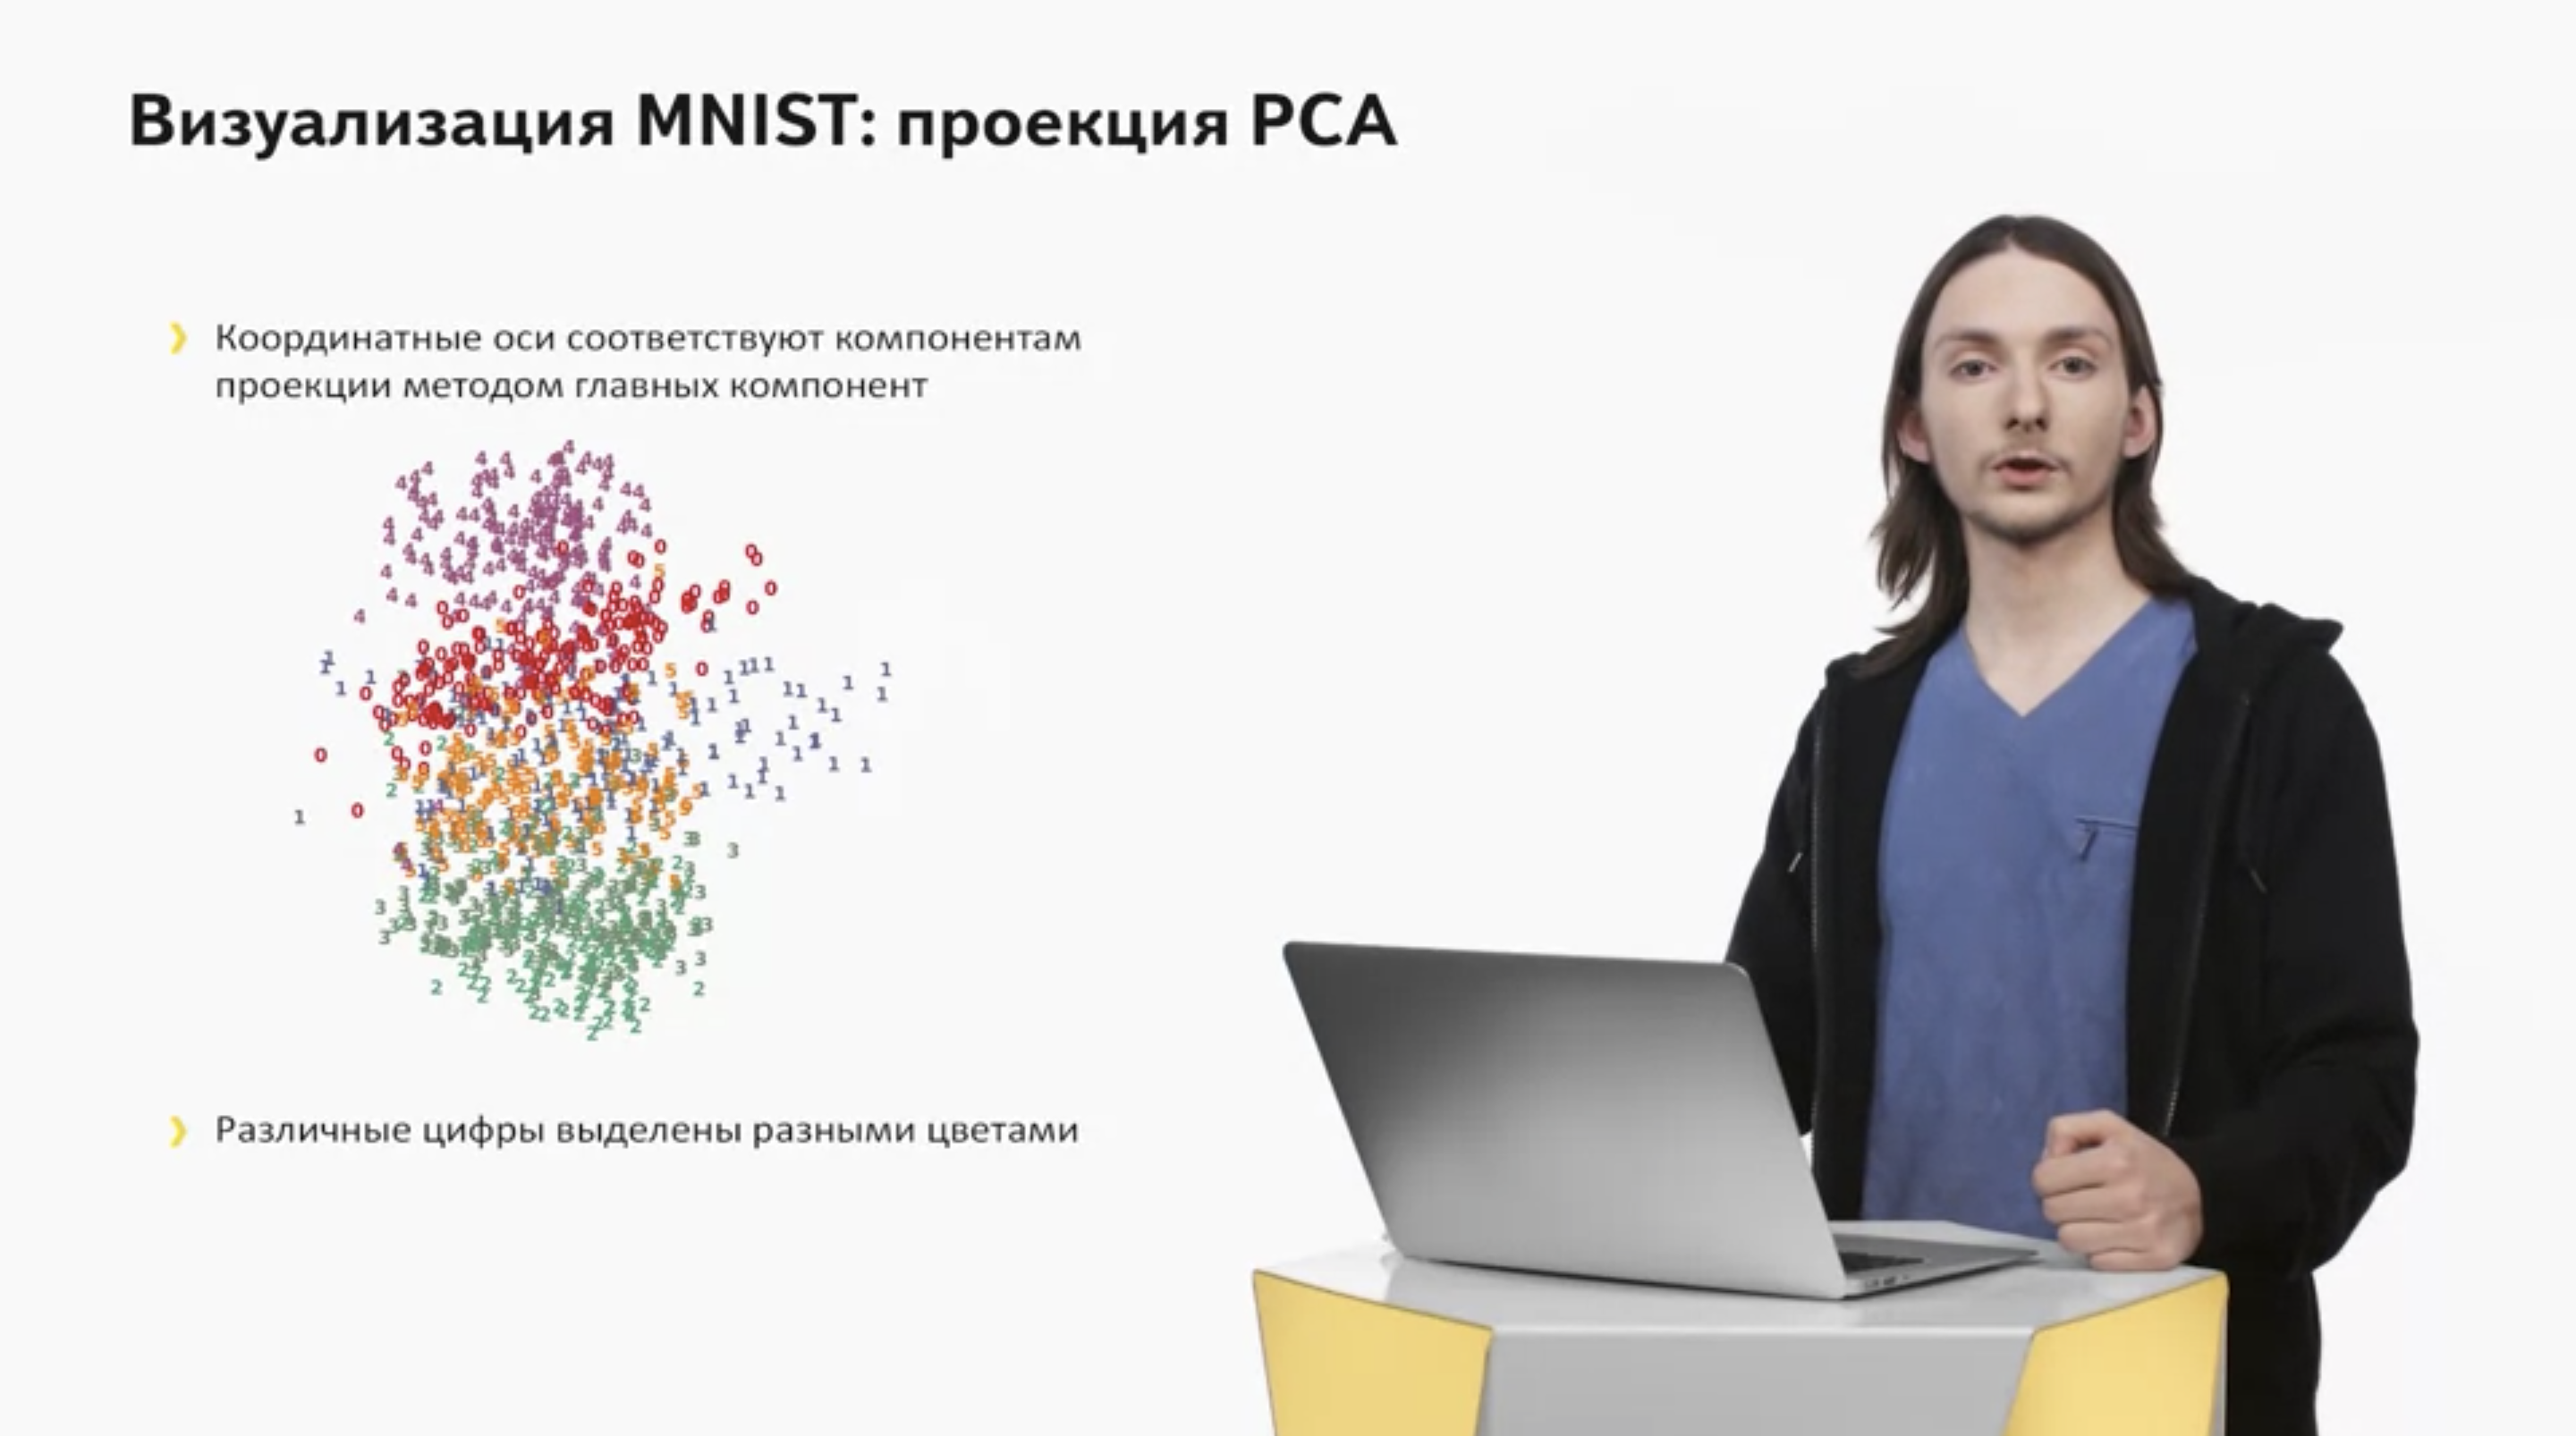 Визуализация MNIST: проекция PCA
Координатные оси соответствуют компонентам
проекции методом главных компонент
Различные цифры выделены разными цветами